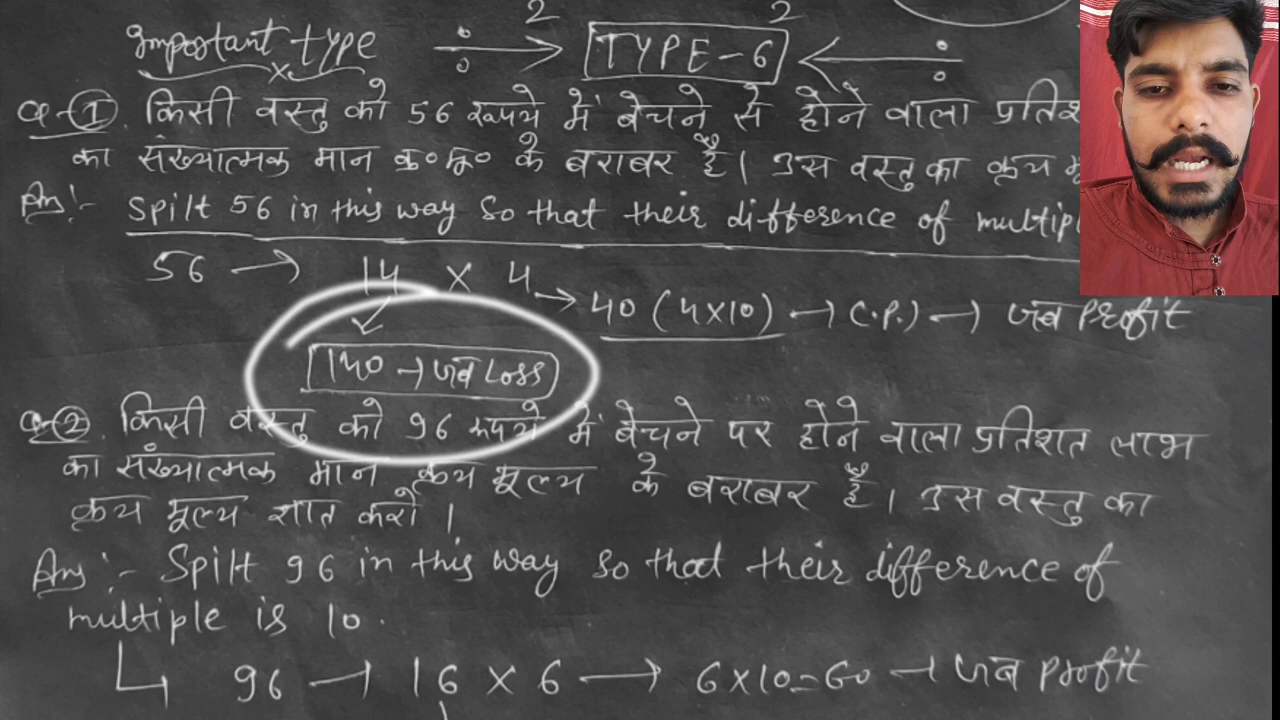 Important type ÷ → 2 TYPE-6 2 ← ÷
Q-① किसी वस्तु को 56 रूपये में बेचने से होने वाला प्रतिश
का संख्यात्मक मान क्र०मू० के बराबर है। उस वस्तु का क्रय
Ans:- Spilt 56 in this way So that their difference of multipl
56 → 14 × 4 → 40 (4×10) → C.P.) → जब Profit
140 → जब Loss
Q-② किसी वस्तु को 96 रूपये में बेचने पर होने वाला प्रतिशत लाभ
का संख्यात्मक मान क्रय मूल्य के बराबर है। उस वस्तु का
क्रय मूल्य ज्ञात करो।
Ans:- Spilt 96 in this way so that their difference of
multiple is 10.
96 → 16 × 6 → 6×10=60 → जब profit